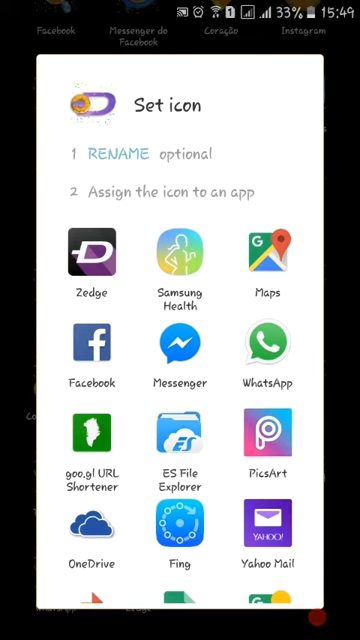 33% 15:49
Facebook
Messenger do
Facebook
Coração
Instagram
Set icon
1 RENAME optional
2 Assign the icon to an app
Zedge
Samsung
Health
Maps
Facebook
Messenger
WhatsApp
goo.gl URL
Shortener
ES File
Explorer
PicsArt
YAHOO!
OneDrive
Fing
Yahoo Mail
WhatsApp
Zedge